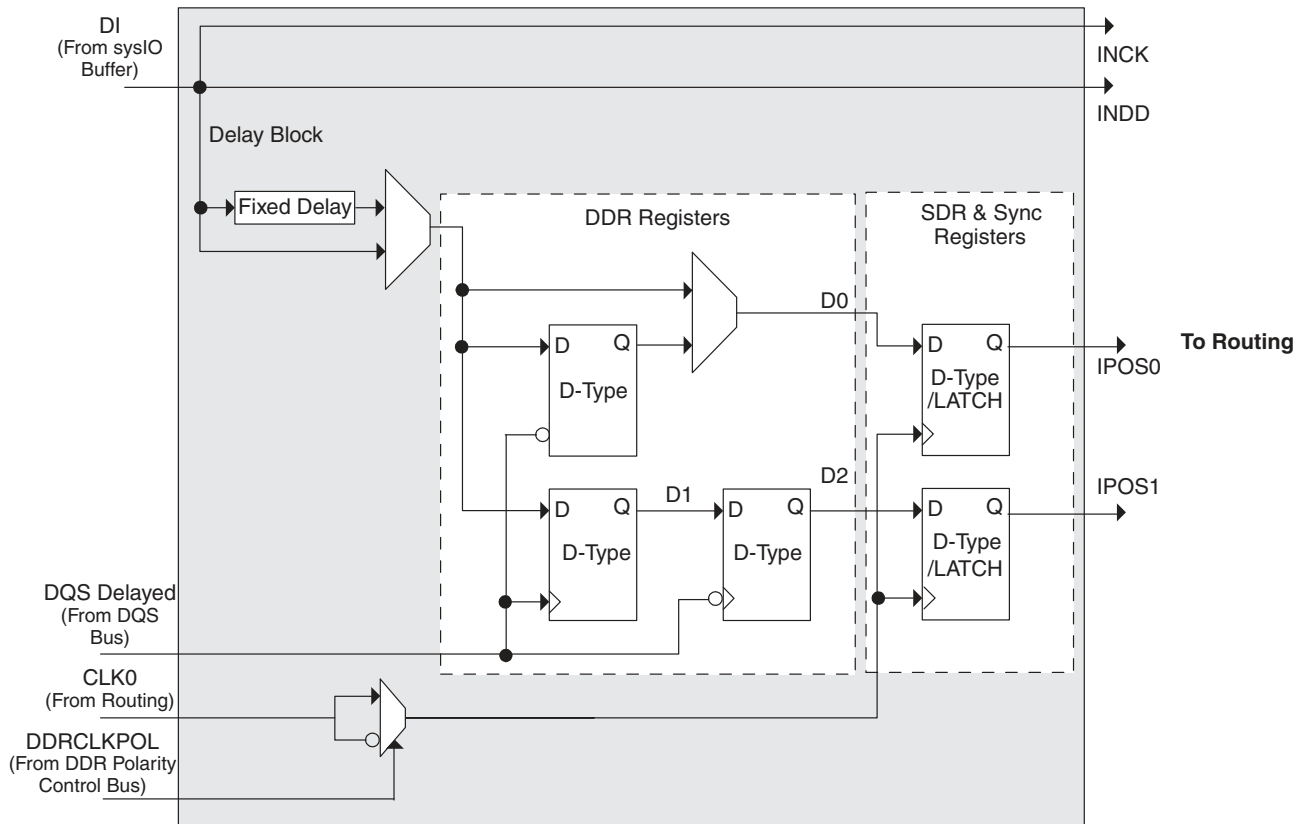 DI
(From sysIO
Buffer)
INCK
INDD
Delay Block
Fixed Delay
DDR Registers
SDR & Sync
Registers
D0
D Q
D-Type
D Q
D-Type
/LATCH
To Routing
IPOS0
D1
D2
D Q
D-Type
D Q
D-Type
D Q
D-Type
/LATCH
IPOS1
DQS Delayed
(From DQS
Bus)
CLK0
(From Routing)
DDRCLKPOL
(From DDR Polarity
Control Bus)